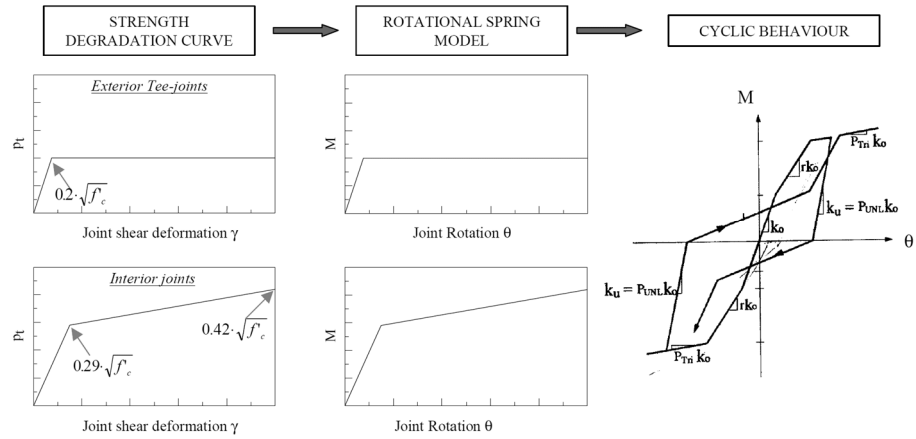 STRENGTH
DEGRADATION CURVE
ROTATIONAL SPRING
MODEL
CYCLIC BEHAVIOUR
Exterior Tee-joints
pt
0.2·√f'c
Joint shear deformation γ
M
Joint Rotation θ
Interior joints
pt
0.42·√f'c
0.29·√f'c
Joint shear deformation γ
M
Joint Rotation θ
M
PTri ko
rko
ku = PUNL ko
ko
θ
ku = PUNL ko
rko
PTri ko